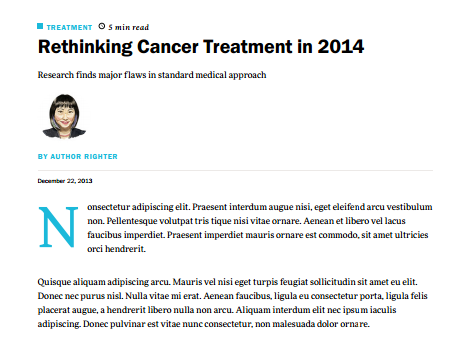 TREATMENT 5 min read
Rethinking Cancer Treatment in 2014
Research finds major flaws in standard medical approach
BY AUTHOR RIGHTER
December 22, 2013
Nonsectetur adipiscing elit. Praesent interdum augue nisi, eget eleifend arcu vestibulum
non. Pellentesque volutpat tris tique nisi vitae ornare. Aenean et libero vel lacus
faucibus imperdiet. Praesent imperdiet mauris ornare est commodo, sit amet ultricies
orci hendrerit.
Quisque aliquam adipiscing arcu. Mauris vel nisi eget turpis feugiat sollicitudin sit amet eu elit.
Donec nec purus nisl. Nulla vitae mi erat. Aenean faucibus, ligula eu consectetur porta, ligula felis
placerat augue, a hendrerit libero nulla non arcu. Aliquam interdum elit nec ipsum iaculis
adipiscing. Donec pulvinar est vitae nunc consectetur, non malesuada dolor ornare.